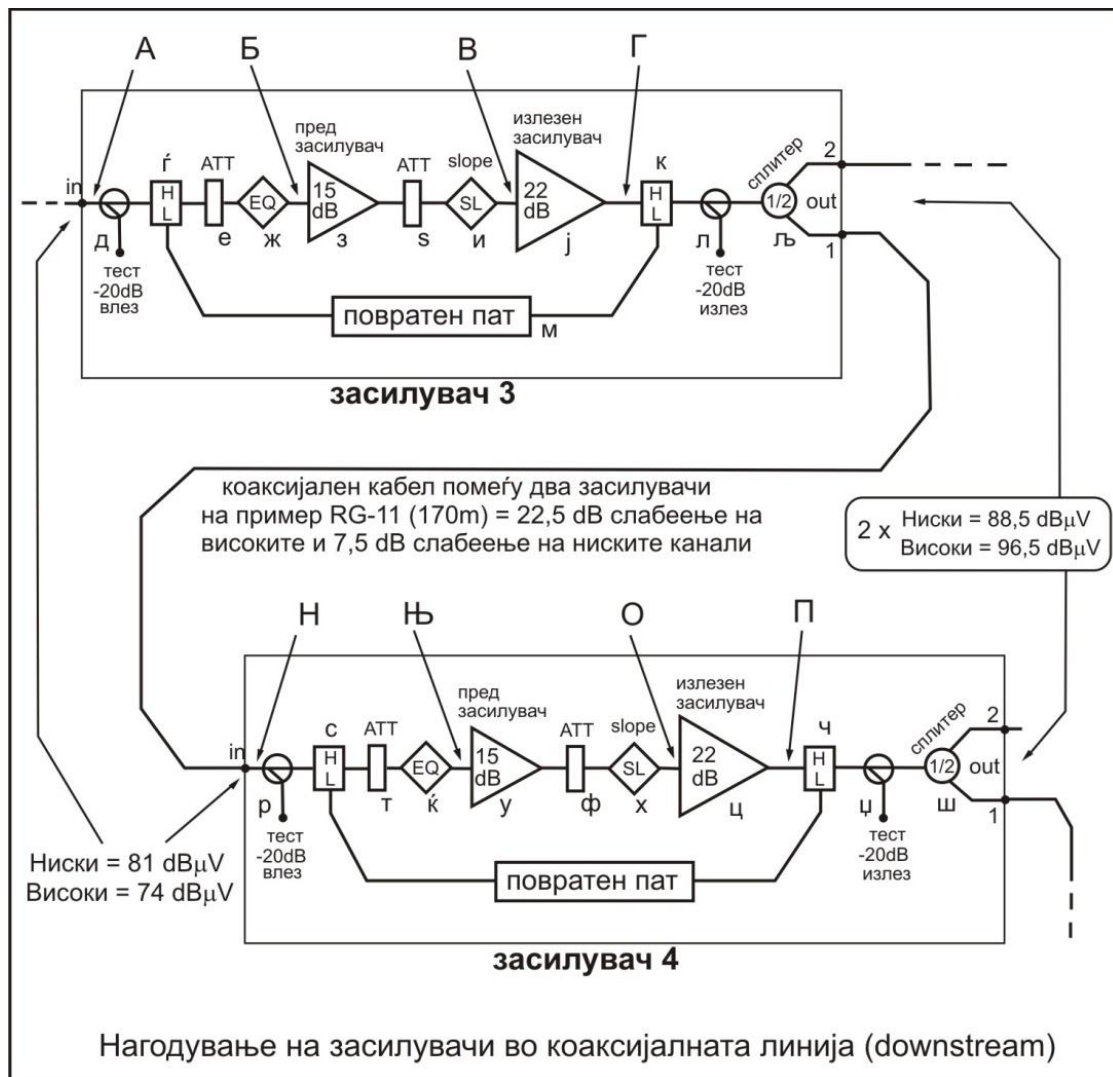 А
Б
В
Г
пред
засилувач
излезен
засилувач
in
ѓ
H
L
ATT
EQ
15
dB
ATT
slope
SL
22
dB
к
H
L
сплитер
1/2
2
out
1
д
е
ж
з
ѕ
и
ј
л
љ
тест
-20dB
влез
тест
-20dB
излез
повратен пат
м
засилувач 3
коаксијален кабел помеѓу два засилувачи
на пример RG-11 (170m) = 22,5 dB слабеење на
високите и 7,5 dB слабеење на ниските канали
2 x Ниски = 88,5 dBμV
Високи = 96,5 dBμV
Н
Њ
О
П
пред
засилувач
излезен
засилувач
in
с
H
L
ATT
EQ
15
dB
ATT
slope
SL
22
dB
ч
H
L
сплитер
1/2
2
out
1
р
т
ќ
у
ф
х
ц
џ
ш
тест
-20dB
влез
тест
-20dB
излез
повратен пат
Ниски = 81 dBμV
Високи = 74 dBμV
засилувач 4
Нагодување на засилувачи во коаксијалната линија (downstream)